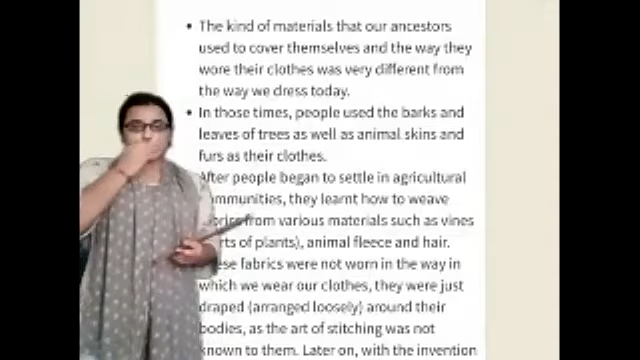 The kind of materials that our ancestors
used to cover themselves and the way they
wore their clothes was very different from
the way we dress today.
In those times, people used the barks and
leaves of trees as well as animal skins and
furs as their clothes.
After people began to settle in agricultural
they learnt how to weave
from various materials such as vines
of plants), animal fleece and hair.
fabrics were not worn in the way in
which we wear our clothes, they were just
draped (arranged loosely) around their
bodies, as the art of stitching was not
known to them. Later on, with the invention